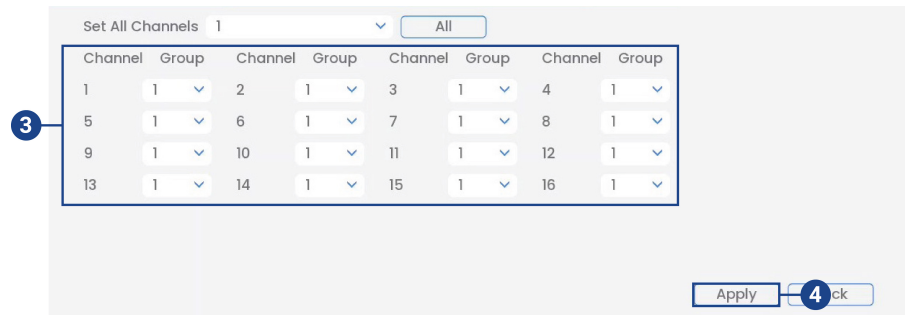 Set All Channels 1 All
Channel Group Channel Group Channel Group Channel Group
1 1 2 1 3 1 4 1
3
5 1 6 1 7 1 8 1
9 1 10 1 11 1 12 1
13 1 14 1 15 1 16 1
Apply 4 ck